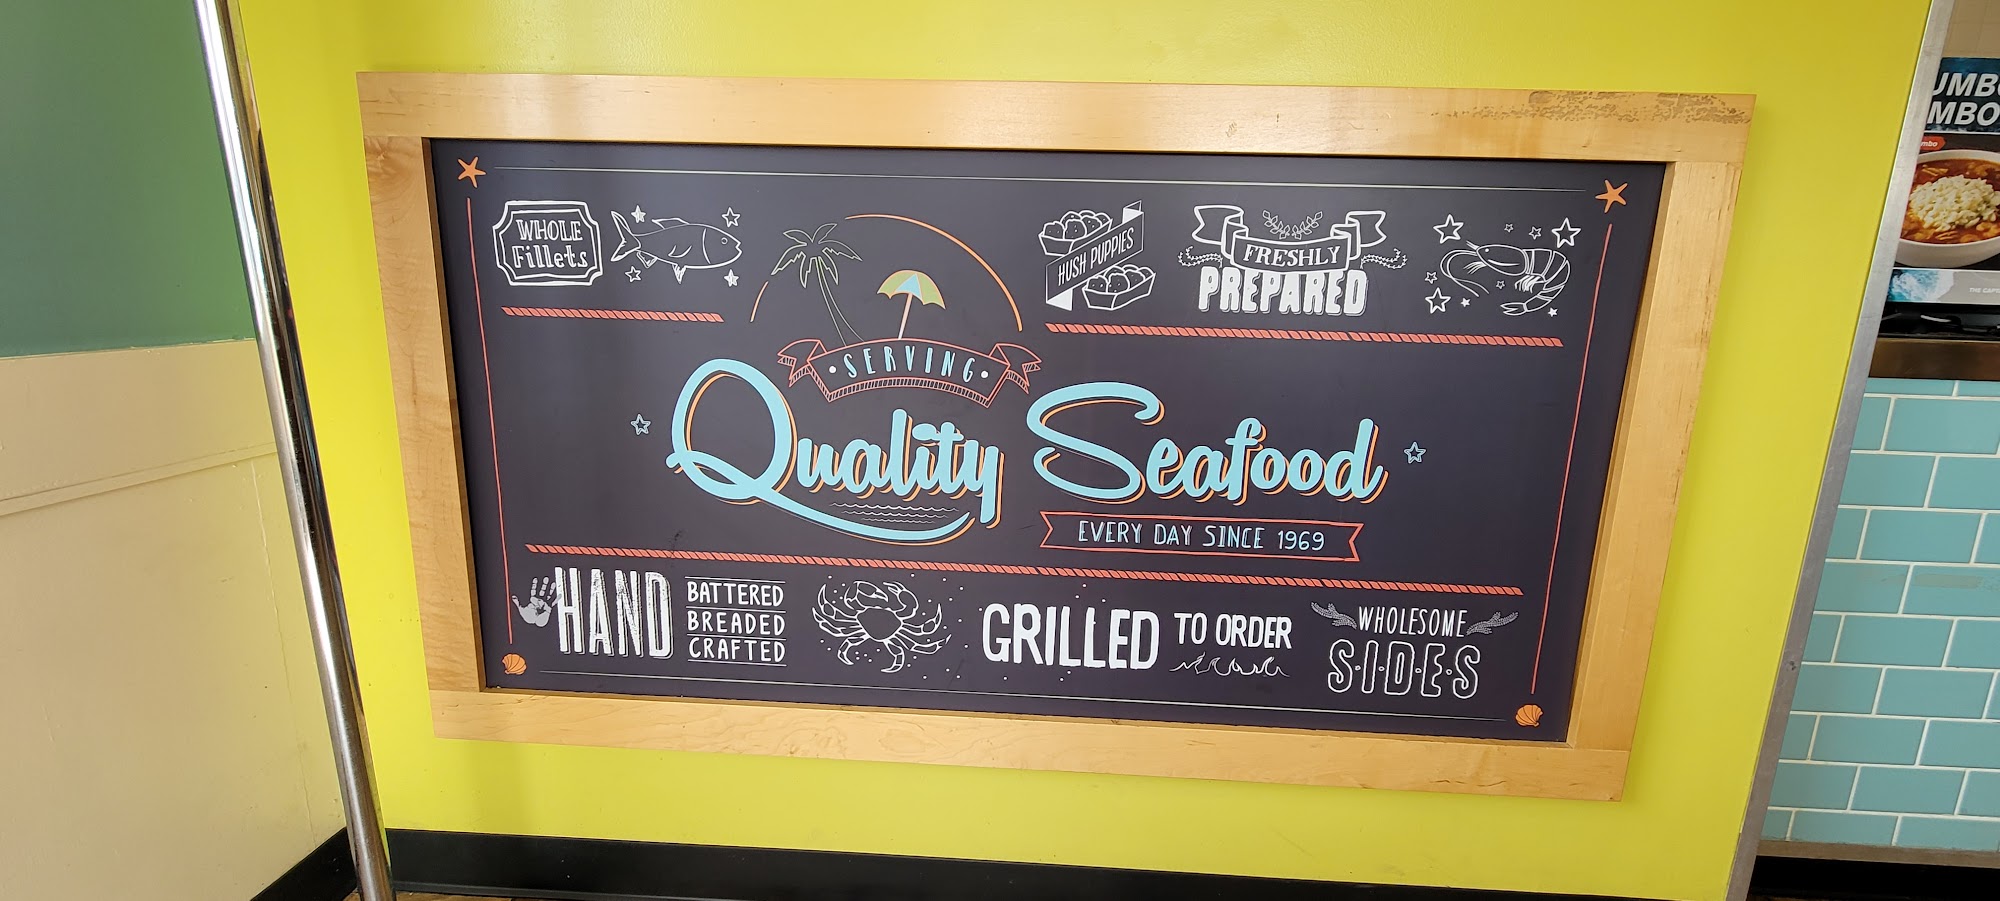 WHOLE
Fillets
HUSH PUPPIES
FRESHLY
PREPARED
• SERVING •
Quality Seafood
EVERY DAY SINCE 1969
HAND
BATTERED
BREADED
CRAFTED
GRILLED TO ORDER
WHOLESOME
S•I•D•E•S